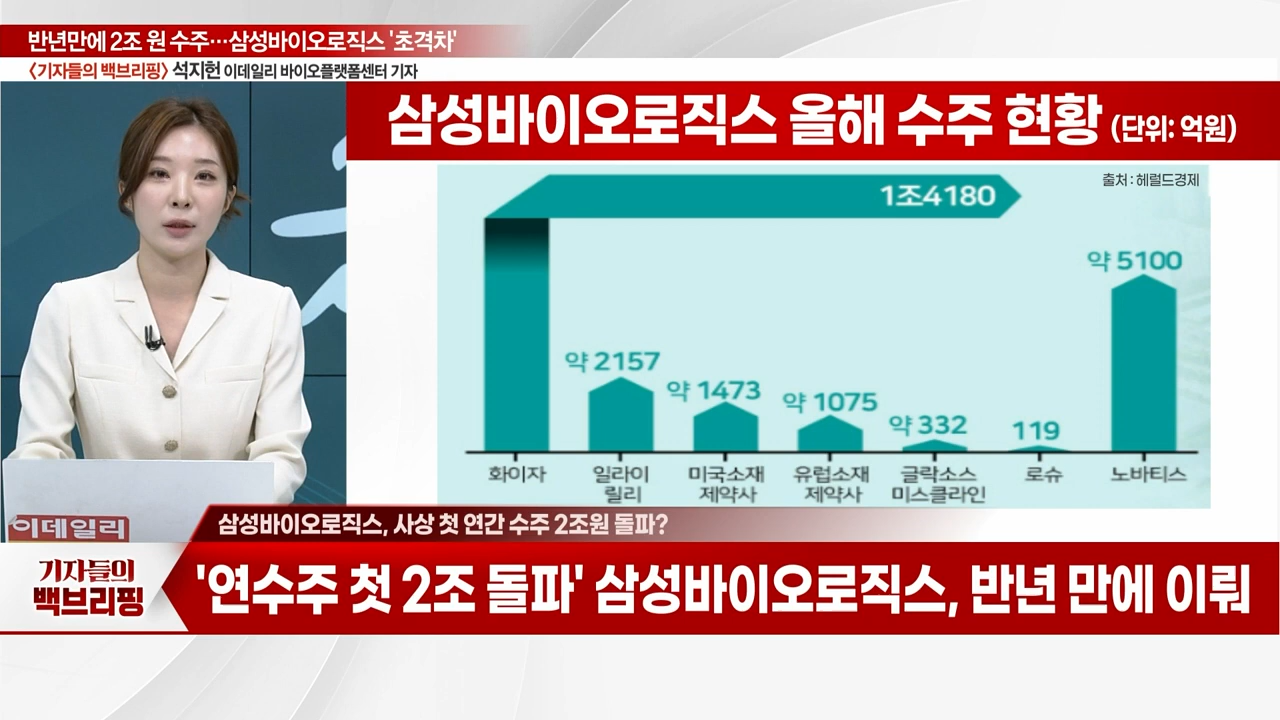 반년만에 2조 원 수주…삼성바이오로직스 '초격차'
<기자들의 백브리핑> 석지헌 이데일리 바이오플랫폼센터 기자
삼성바이오로직스 올해 수주 현황 (단위: 억원)
출처 : 헤럴드경제
1조4180
약 5100
약 2157
약 1473
약 1075
약 332
119
화이자
일라이
릴리
미국소재
제약사
유럽소재
제약사
글락소스
미스클라인
로슈
노바티스
이데일리
삼성바이오로직스, 사상 첫 연간 수주 2조원 돌파?
기자들의
백브리핑
'연수주 첫 2조 돌파' 삼성바이오로직스, 반년 만에 이뤄